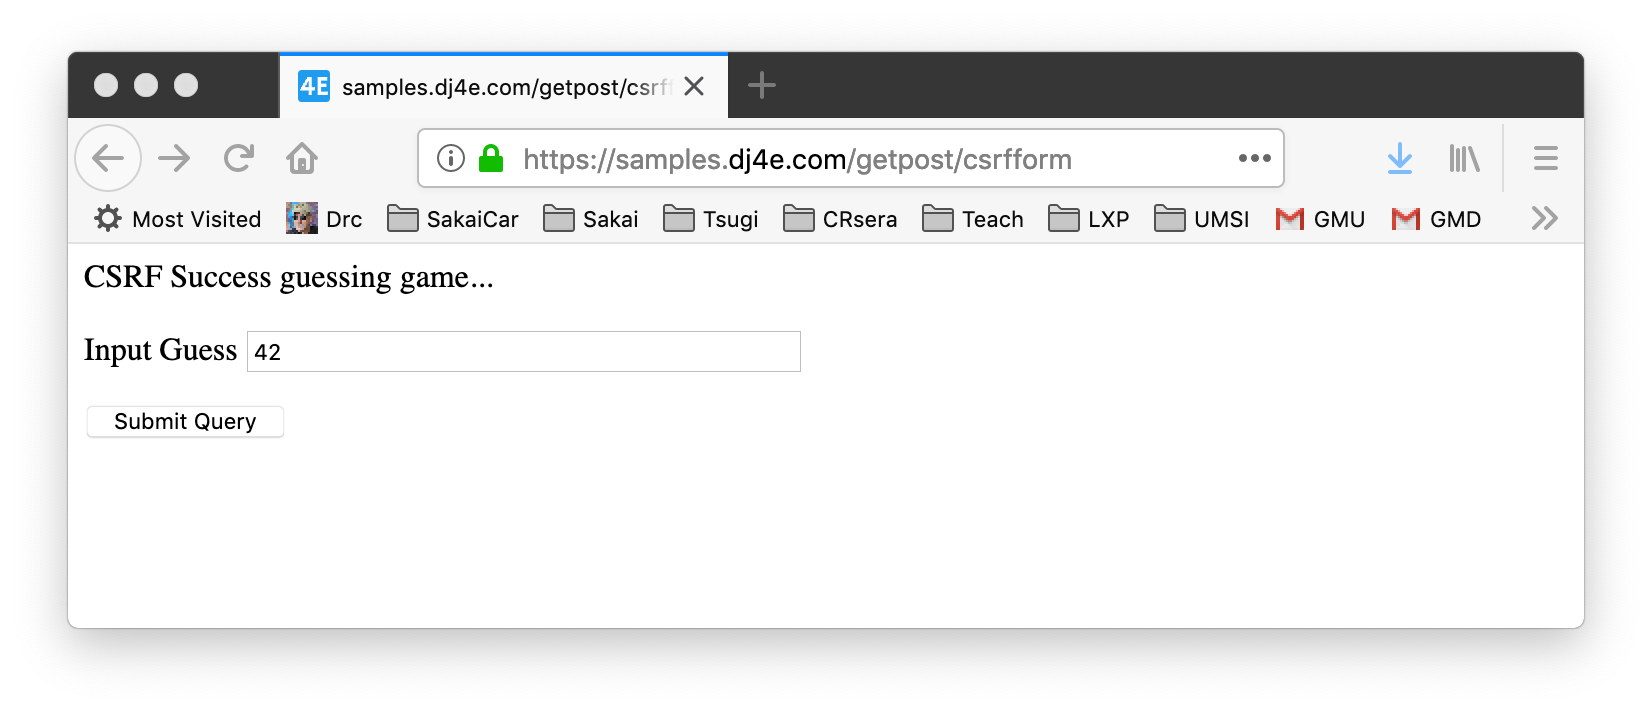 4E samples.dj4e.com/getpost/csrf
https://samples.dj4e.com/getpost/csrfform
Most Visited Drc SakaiCar Sakai Tsugi CRsera Teach LXP UMSI GMU GMD
CSRF Success guessing game...
Input Guess 42
Submit Query